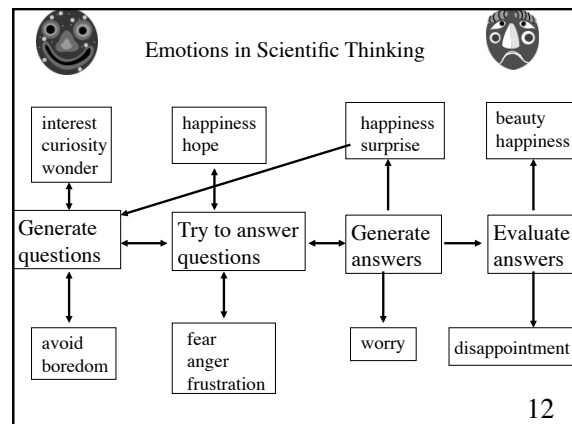 Emotions in Scientific Thinking
interest
curiosity
wonder
happiness
hope
happiness
surprise
beauty
happiness
Generate
questions
Try to answer
questions
Generate
answers
Evaluate
answers
avoid
boredom
fear
anger
frustration
worry
disappointment
12